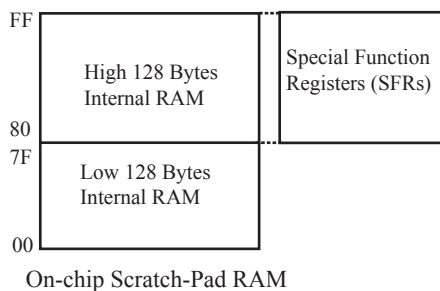 FF
High 128 Bytes
Internal RAM
Special Function
Registers (SFRs)
80
7F
Low 128 Bytes
Internal RAM
00
On-chip Scratch-Pad RAM